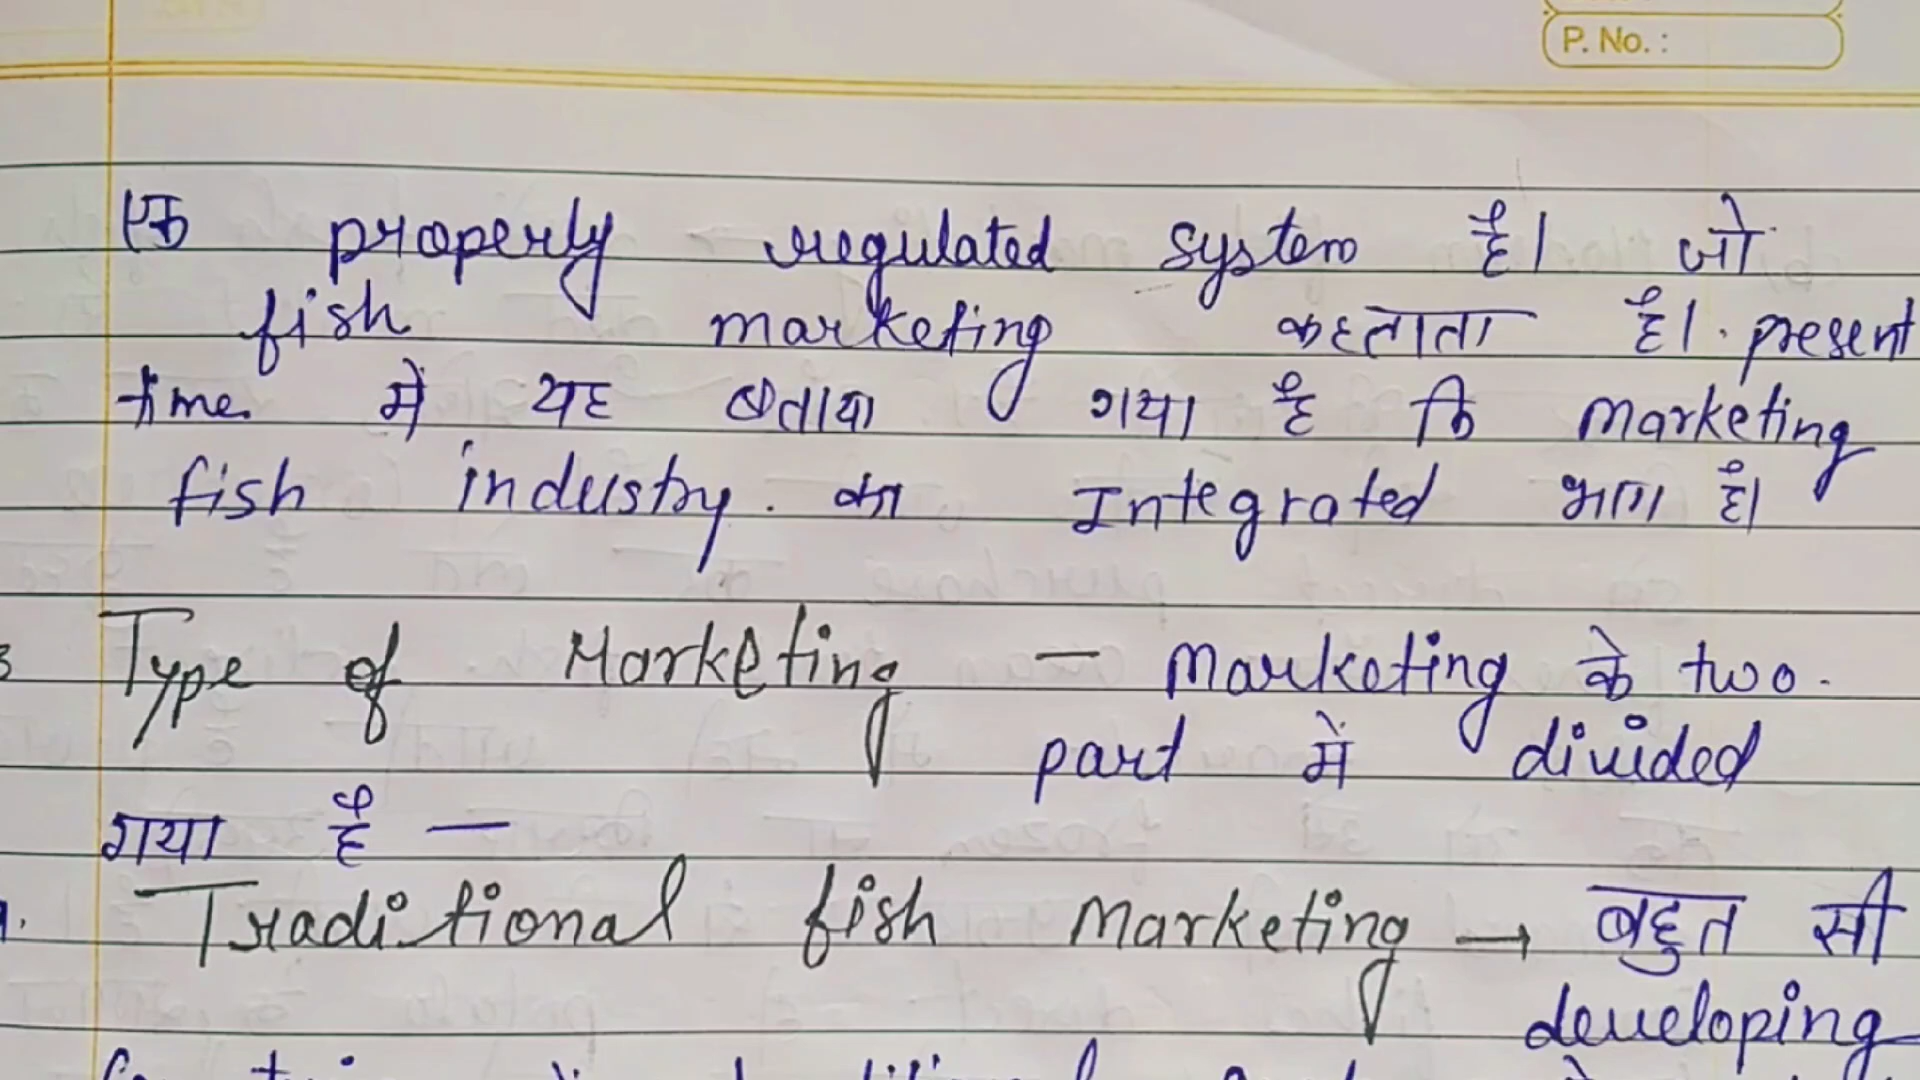 P. No. :
एक properly regulated system है। जो
fish marketing कहलाता है। present
time में यह बताया गया है कि marketing
fish industry. का Integrated भाग है।
Type of Marketing — marketing के two.
part में divided
गया है —
Traditional fish Marketing → बहुत सी
developing